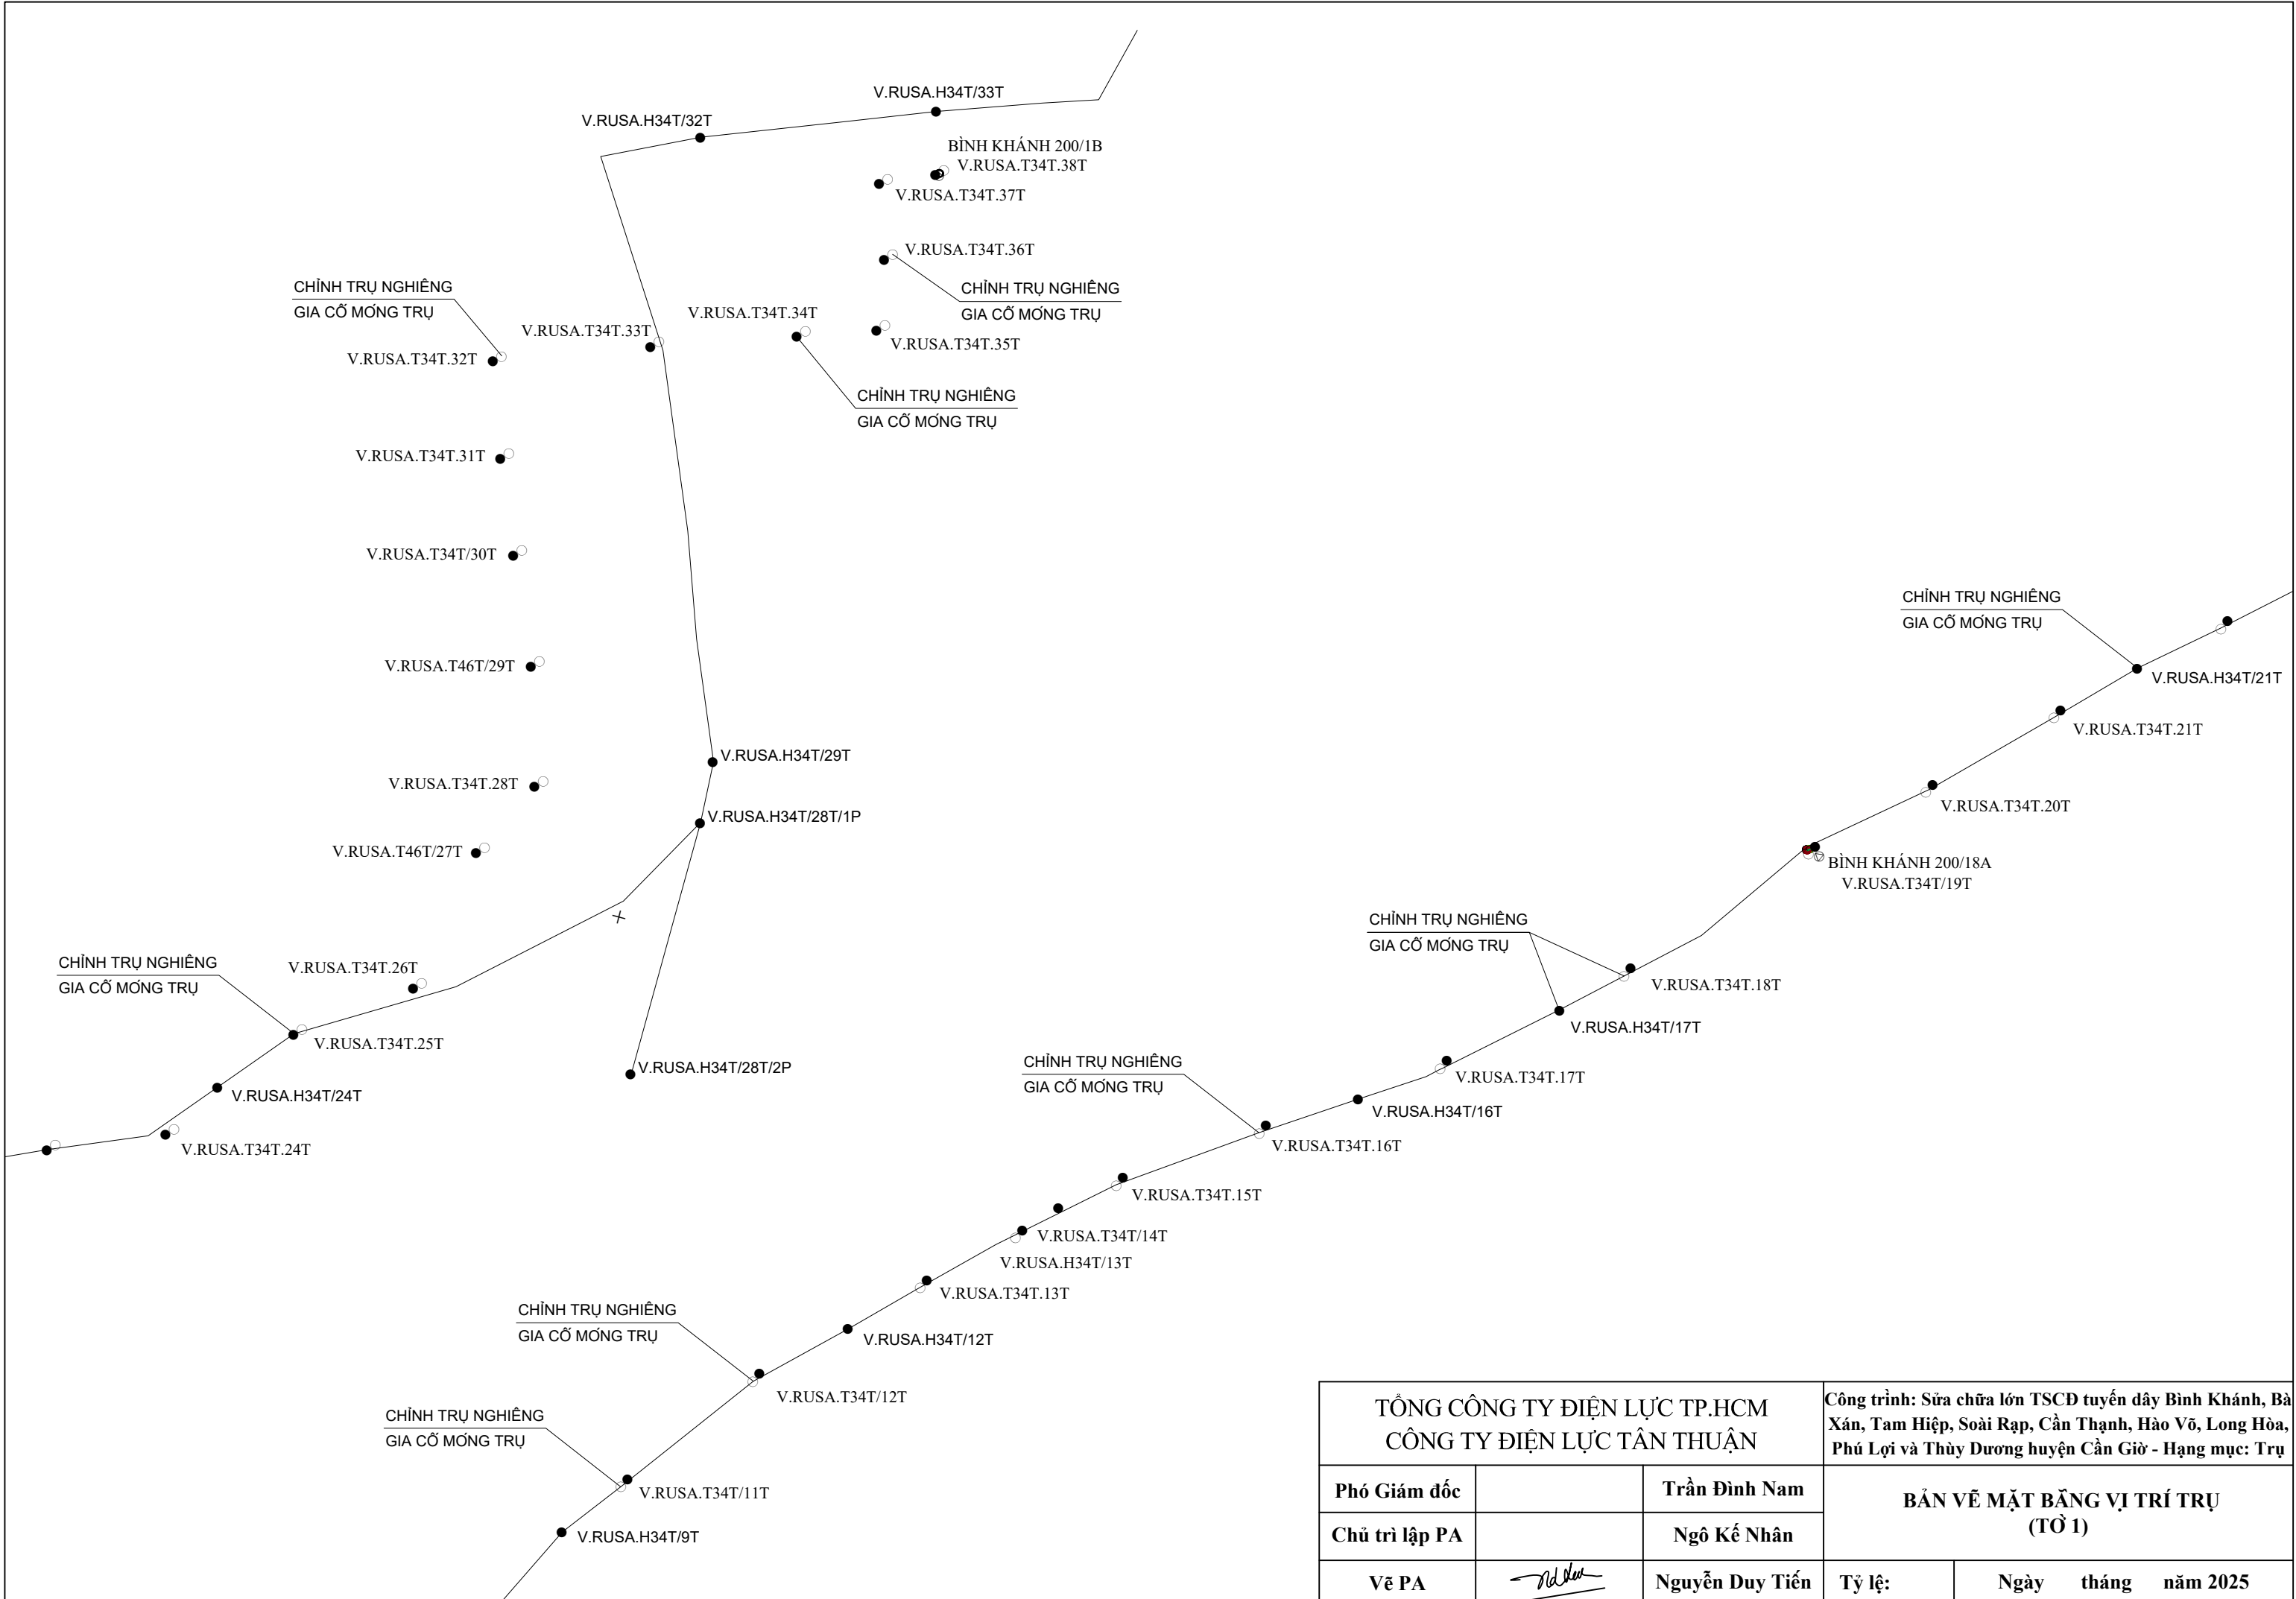 V.RUSA.H34T/33T
V.RUSA.H34T/32T
BÌNH KHÁNH 200/1B
V.RUSA.T34T.38T
V.RUSA.T34T.37T
V.RUSA.T34T.36T
CHỈNH TRỤ NGHIÊNG
GIA CỐ MÓNG TRỤ
CHỈNH TRỤ NGHIÊNG
GIA CỐ MÓNG TRỤ
V.RUSA.T34T.34T
V.RUSA.T34T.33T
V.RUSA.T34T.35T
V.RUSA.T34T.32T
CHỈNH TRỤ NGHIÊNG
GIA CỐ MÓNG TRỤ
V.RUSA.T34T.31T
V.RUSA.T34T/30T
CHỈNH TRỤ NGHIÊNG
GIA CỐ MÓNG TRỤ
V.RUSA.T46T/29T
V.RUSA.H34T/21T
V.RUSA.T34T.21T
V.RUSA.H34T/29T
V.RUSA.T34T.28T
V.RUSA.T34T.20T
V.RUSA.H34T/28T/1P
V.RUSA.T46T/27T
BÌNH KHÁNH 200/18A
V.RUSA.T34T/19T
CHỈNH TRỤ NGHIÊNG
GIA CỐ MÓNG TRỤ
CHỈNH TRỤ NGHIÊNG
GIA CỐ MÓNG TRỤ
V.RUSA.T34T.26T
V.RUSA.T34T.18T
V.RUSA.H34T/17T
V.RUSA.T34T.25T
CHỈNH TRỤ NGHIÊNG
GIA CỐ MÓNG TRỤ
V.RUSA.H34T/28T/2P
V.RUSA.T34T.17T
V.RUSA.H34T/24T
V.RUSA.H34T/16T
V.RUSA.T34T.24T
V.RUSA.T34T.16T
V.RUSA.T34T.15T
V.RUSA.T34T/14T
V.RUSA.H34T/13T
V.RUSA.T34T.13T
CHỈNH TRỤ NGHIÊNG
GIA CỐ MÓNG TRỤ
V.RUSA.H34T/12T
V.RUSA.T34T/12T
CHỈNH TRỤ NGHIÊNG
GIA CỐ MÓNG TRỤ
V.RUSA.T34T/11T
V.RUSA.H34T/9T
TỔNG CÔNG TY ĐIỆN LỰC TP.HCM
CÔNG TY ĐIỆN LỰC TÂN THUẬN
Công trình: Sửa chữa lớn TSCĐ tuyến dây Bình Khánh, Bà
Xán, Tam Hiệp, Soài Rạp, Cần Thạnh, Hào Võ, Long Hòa,
Phú Lợi và Thùy Dương huyện Cần Giờ - Hạng mục: Trụ
Phó Giám đốc
Trần Đình Nam
BẢN VẼ MẶT BẰNG VỊ TRÍ TRỤ
(TỜ 1)
Chủ trì lập PA
Ngô Kế Nhân
Vẽ PA
Nguyễn Duy Tiến
Tỷ lệ:
Ngày tháng năm 2025